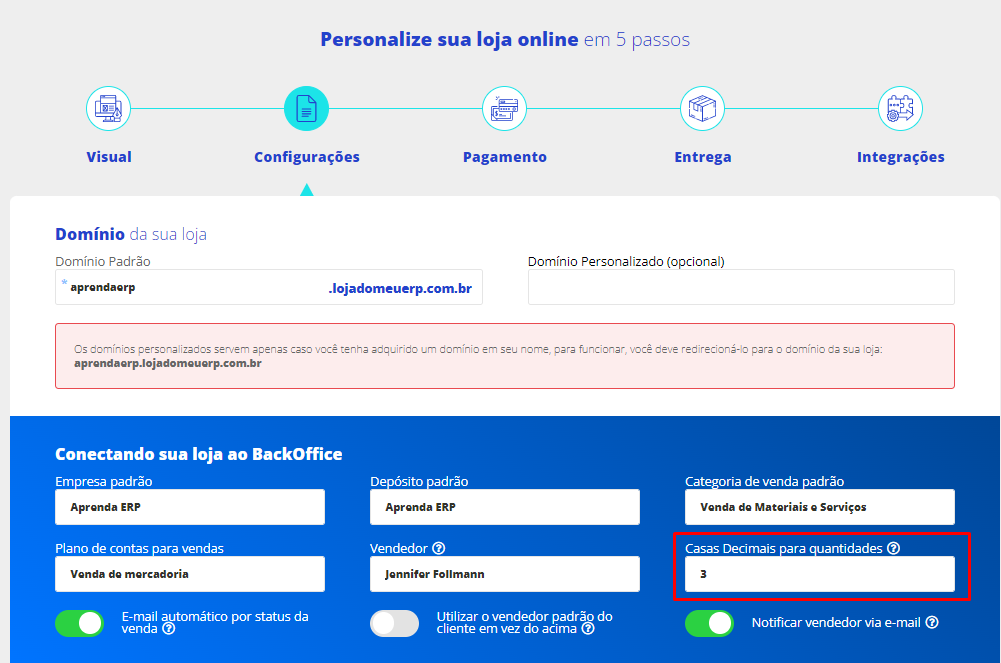 Personalize sua loja online em 5 passos
Visual
Configurações
Pagamento
Entrega
Integrações
Domínio da sua loja
Domínio Padrão
Domínio Personalizado (opcional)
* aprendaerp
.lojadomeuerp.com.br
Os domínios personalizados servem apenas caso você tenha adquirido um domínio em seu nome, para funcionar, você deve redirecioná-lo para o domínio da sua loja:
aprendaerp.lojadomeuerp.com.br
Conectando sua loja ao BackOffice
Empresa padrão
Depósito padrão
Categoria de venda padrão
Aprenda ERP
Aprenda ERP
Venda de Materiais e Serviços
Plano de contas para vendas
Vendedor ?
Casas Decimais para quantidades ?
Venda de mercadoria
Jennifer Follmann
3
E-mail automático por status da
venda ?
Utilizar o vendedor padrão do
cliente em vez do acima ?
Notificar vendedor via e-mail ?